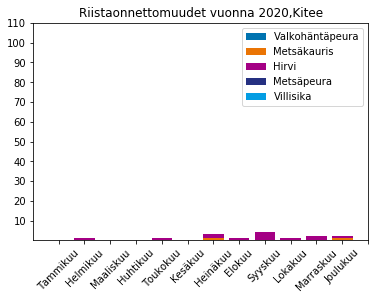 Riistaonnettomuudet vuonna 2020,Kitee
110
100
90
80
70
60
50
40
30
20
10
Valkohäntäpeura
Metsäkauris
Hirvi
Metsäpeura
Villisika
Tammikuu
Helmikuu
Maaliskuu
Huhtikuu
Toukokuu
Kesäkuu
Heinäkuu
Elokuu
Syyskuu
Lokakuu
Marraskuu
Joulukuu